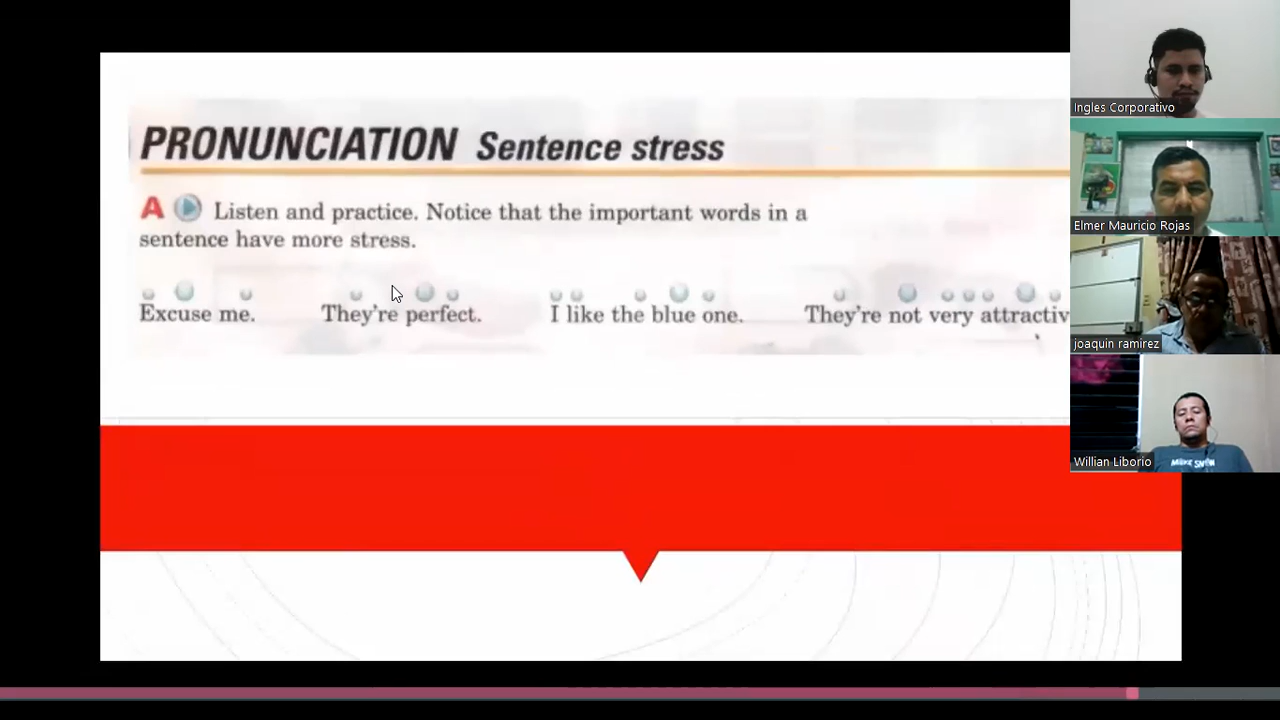 PRONUNCIATION Sentence stress
A Listen and practice. Notice that the important words in a
sentence have more stress.
Excuse me. They're perfect. I like the blue one. They're not very attractiv
Ingles Corporativo
Elmer Mauricio Rojas
joaquin ramirez
Willian Liborio
MAKE